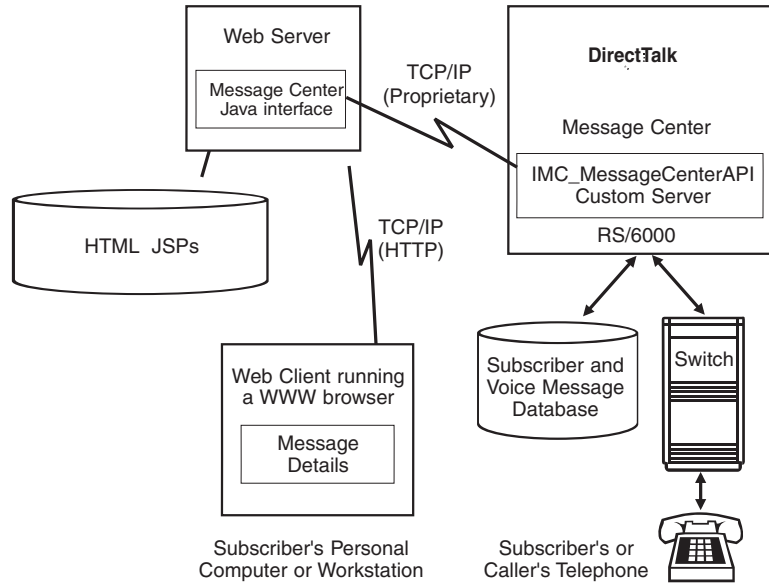 Web Server
Message Center
Java interface
TCP/IP
(Proprietary)
DirectTalk
Message Center
IMC_MessageCenterAPI
Custom Server
RS/6000
HTML JSPs
TCP/IP
(HTTP)
Web Client running
a WWW browser
Message
Details
Subscriber and
Voice Message
Database
Switch
Subscriber's Personal
Computer or Workstation
Subscriber's or
Caller's Telephone